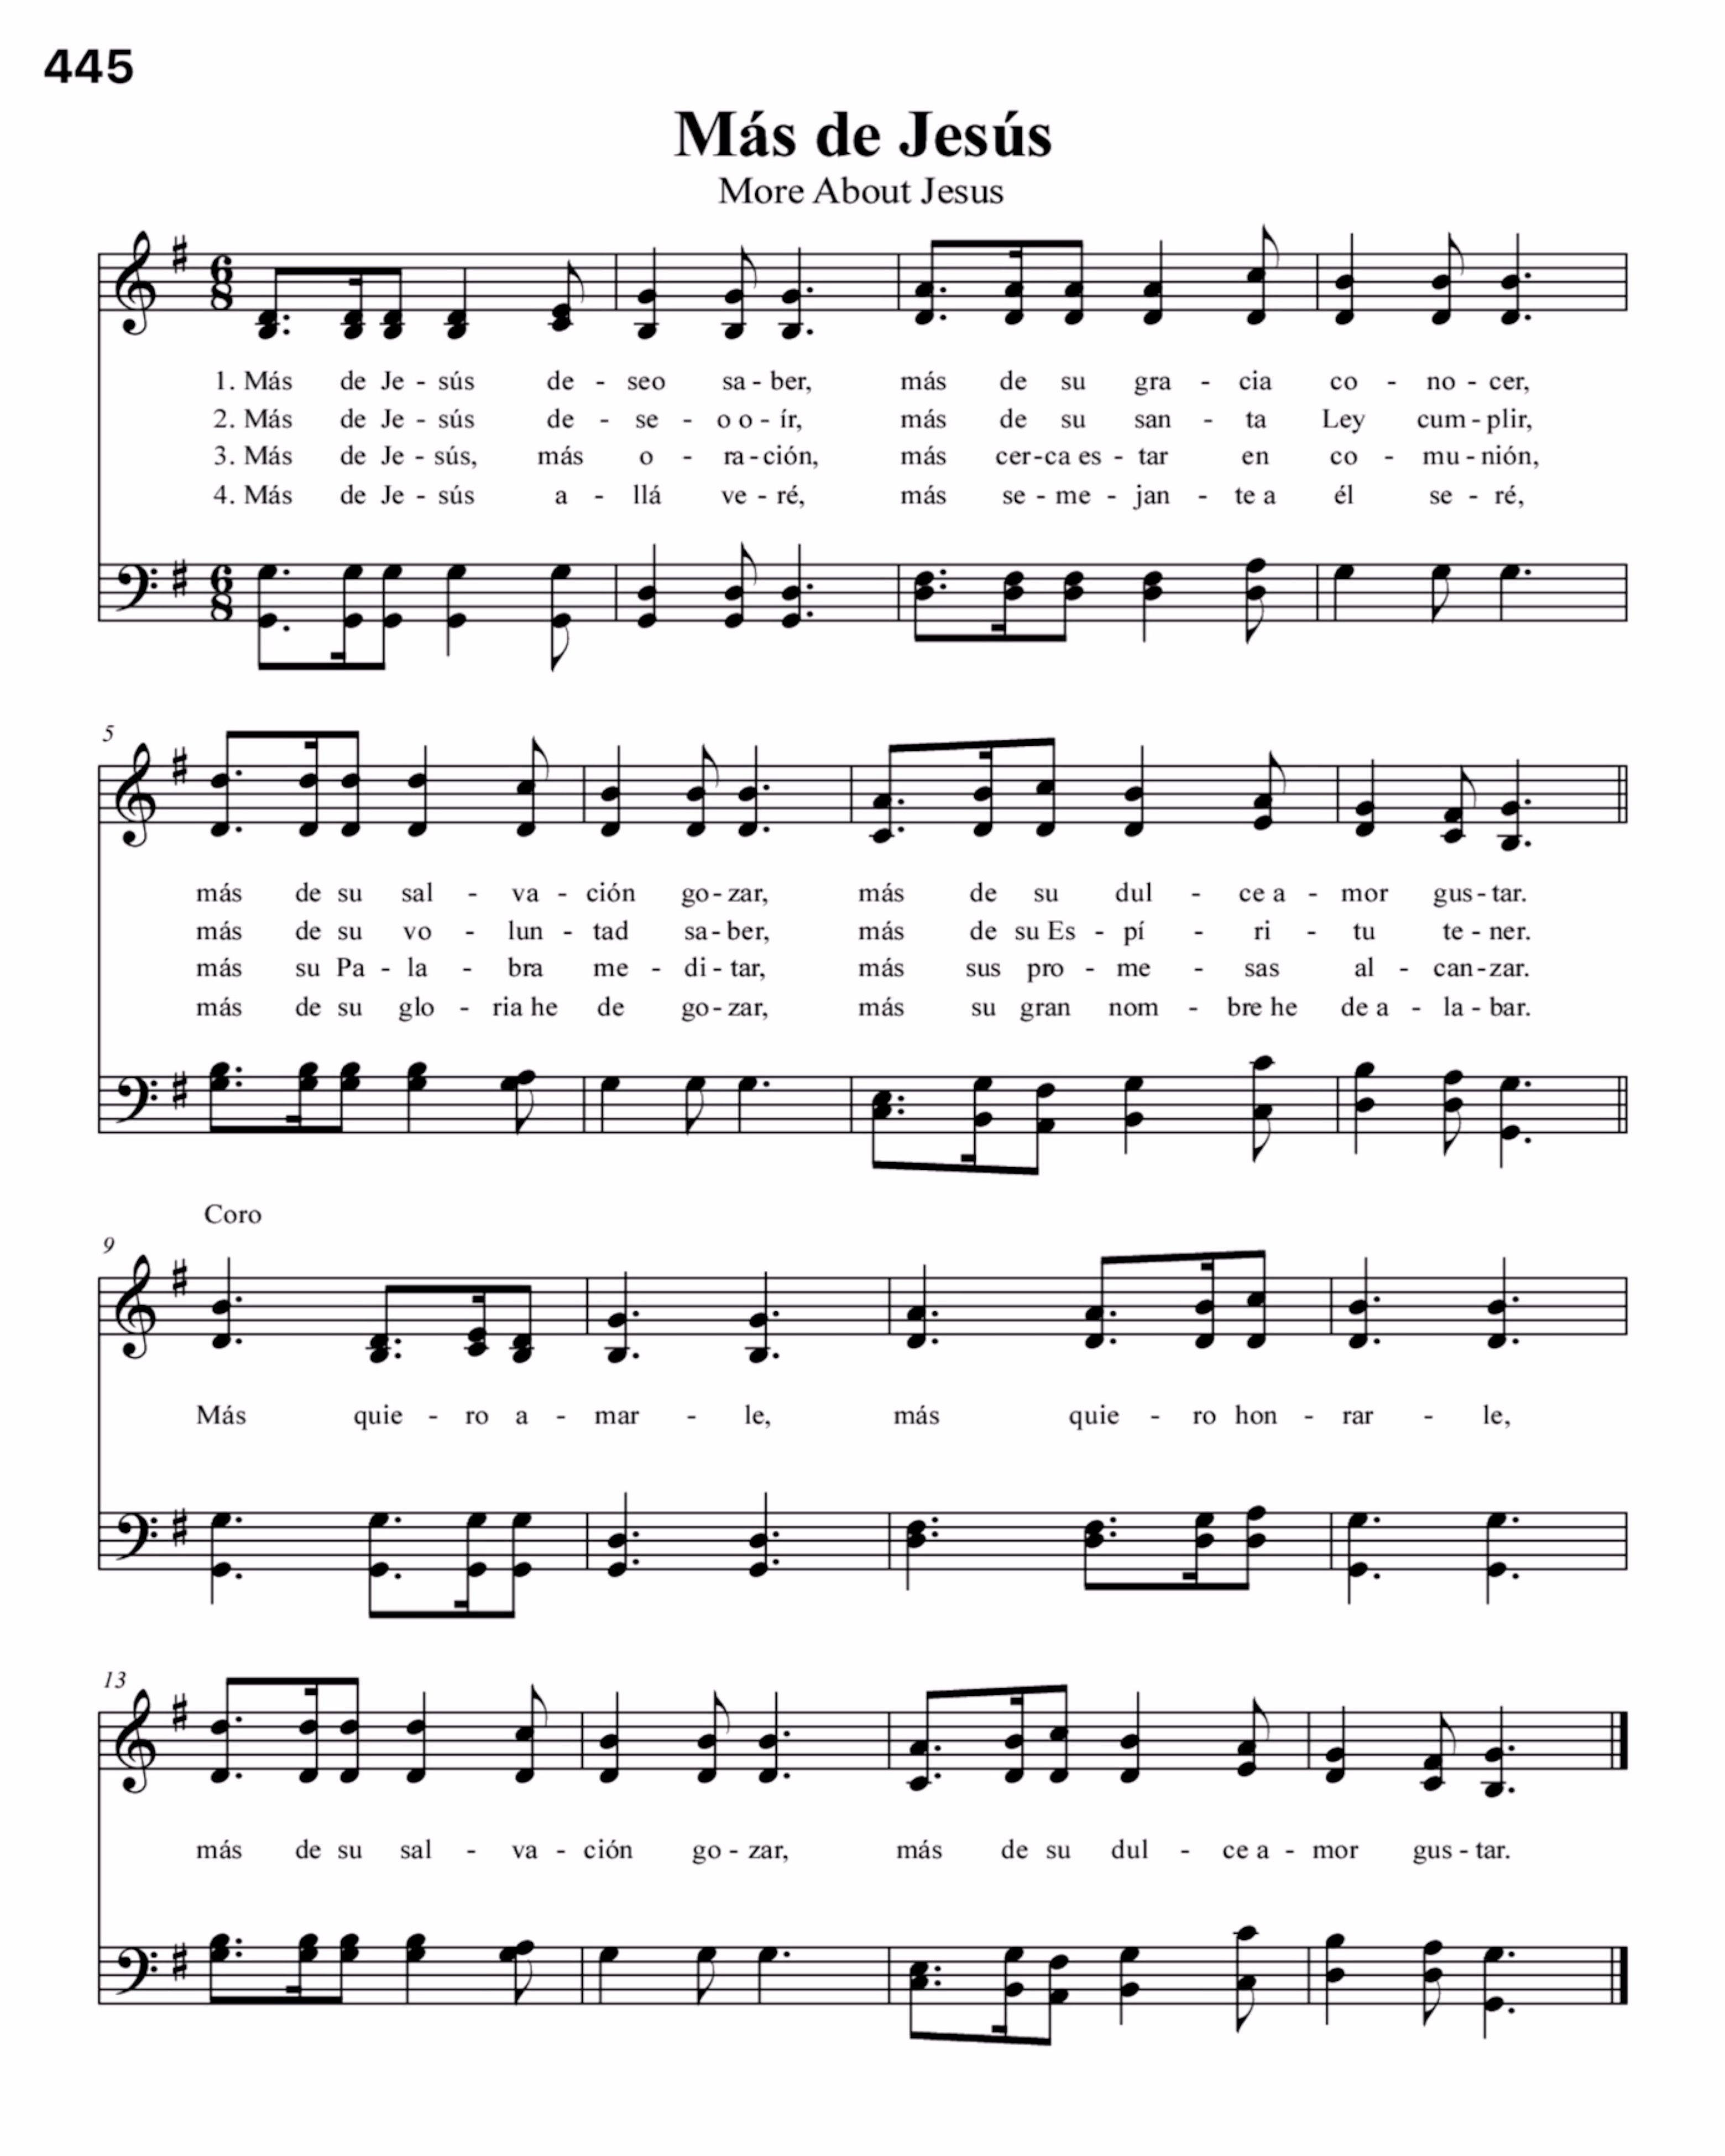 445
Más de Jesús
More About Jesus
1. Más de Je - sús de - seo sa - ber, más de su gra - cia co - no - cer,
2. Más de Je - sús de - se - o o - ír, más de su san - ta Ley cum - plir,
3. Más de Je - sús, más o - ra - ción, más cer - ca es - tar en co - mu - nión,
4. Más de Je - sús a - llá ve - ré, más se - me - jan - te a él se - ré,
5
más de su sal - va - ción go - zar, más de su dul - ce a - mor gus - tar.
más de su vo - lun - tad sa - ber, más de su Es - pí - ri - tu te - ner.
más su Pa - la - bra me - di - tar, más sus pro - me - sas al - can - zar.
más de su glo - ria he de go - zar, más su gran nom - bre he de a - la - bar.
Coro
9
Más quie - ro a - mar - le, más quie - ro hon - rar - le,
13
más de su sal - va - ción go - zar, más de su dul - ce a - mor gus - tar.